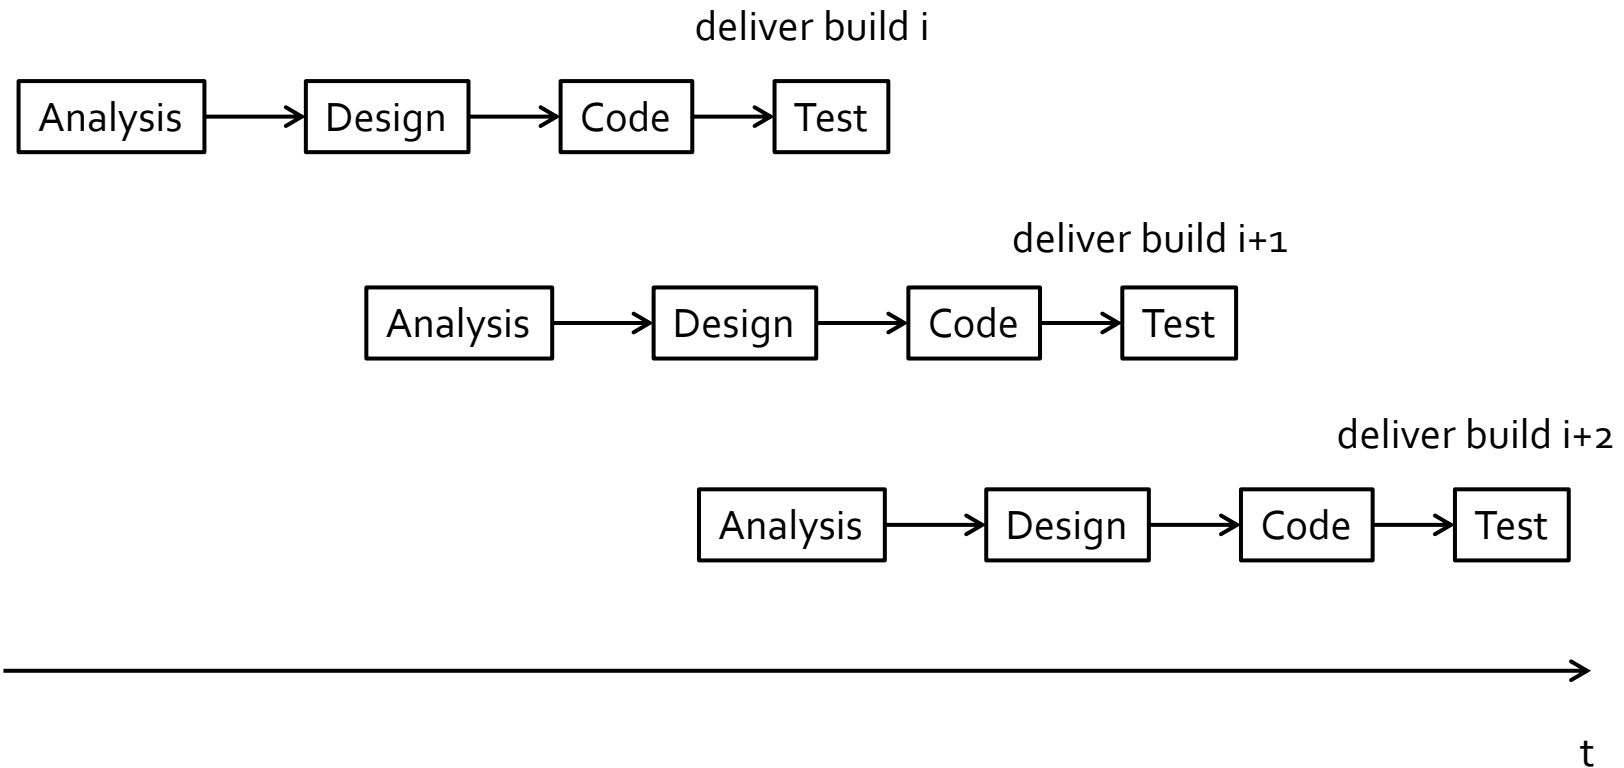 deliver build i
Analysis Design Code Test
deliver build i+1
Analysis Design Code Test
deliver build i+2
Analysis Design Code Test
t